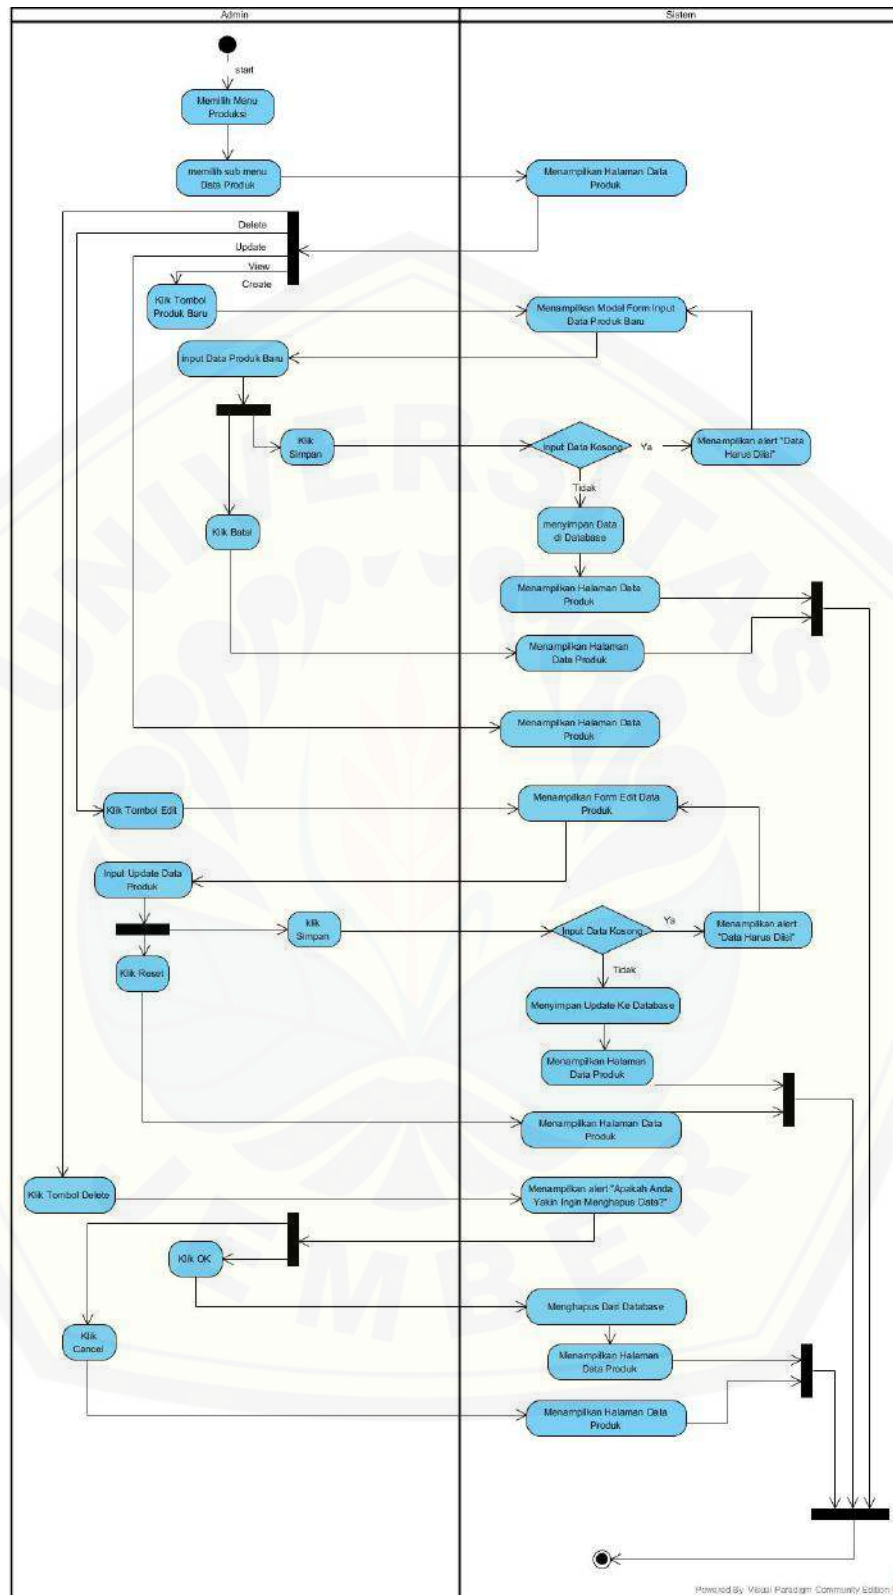 Admin
Sistem
start
Memilih Menu
Produksi
memilih sub menu
Data Produk
Menampilkan Halaman Data
Produk
Delete
Update
View
Create
Klik Tombol
Produk Baru
Menampilkan Modal Form Input
Data Produk Baru
input Data Produk Baru
Klik
Simpan
Input Data Kosong
Ya
Menampilkan alert "Data
Harus Diisi"
Tidak
Klik Batal
menyimpan Data
di Database
Menampilkan Halaman Data
Produk
Menampilkan Halaman
Data Produk
Menampilkan Halaman Data
Produk
Klik Tombol Edit
Menampilkan Form Edit Data
Produk
Input Update Data
Produk
klik
Simpan
Input Data Kosong
Ya
Menampilkan alert
"Data Harus Diisi"
Tidak
Klik Reset
Menyimpan Update Ke Database
Menampilkan Halaman
Data Produk
Menampilkan Halaman Data
Produk
Klik Tombol Delete
Menampilkan alert "Apakah Anda
Yakin Ingin Menghapus Data?"
Klik OK
Menghapus Dari Database
Klik
Cancel
Menampilkan Halaman
Data Produk
Menampilkan Halaman Data
Produk
UNIVERSITAS
JEMBER
Powered By Visual Paradigm Community Edition